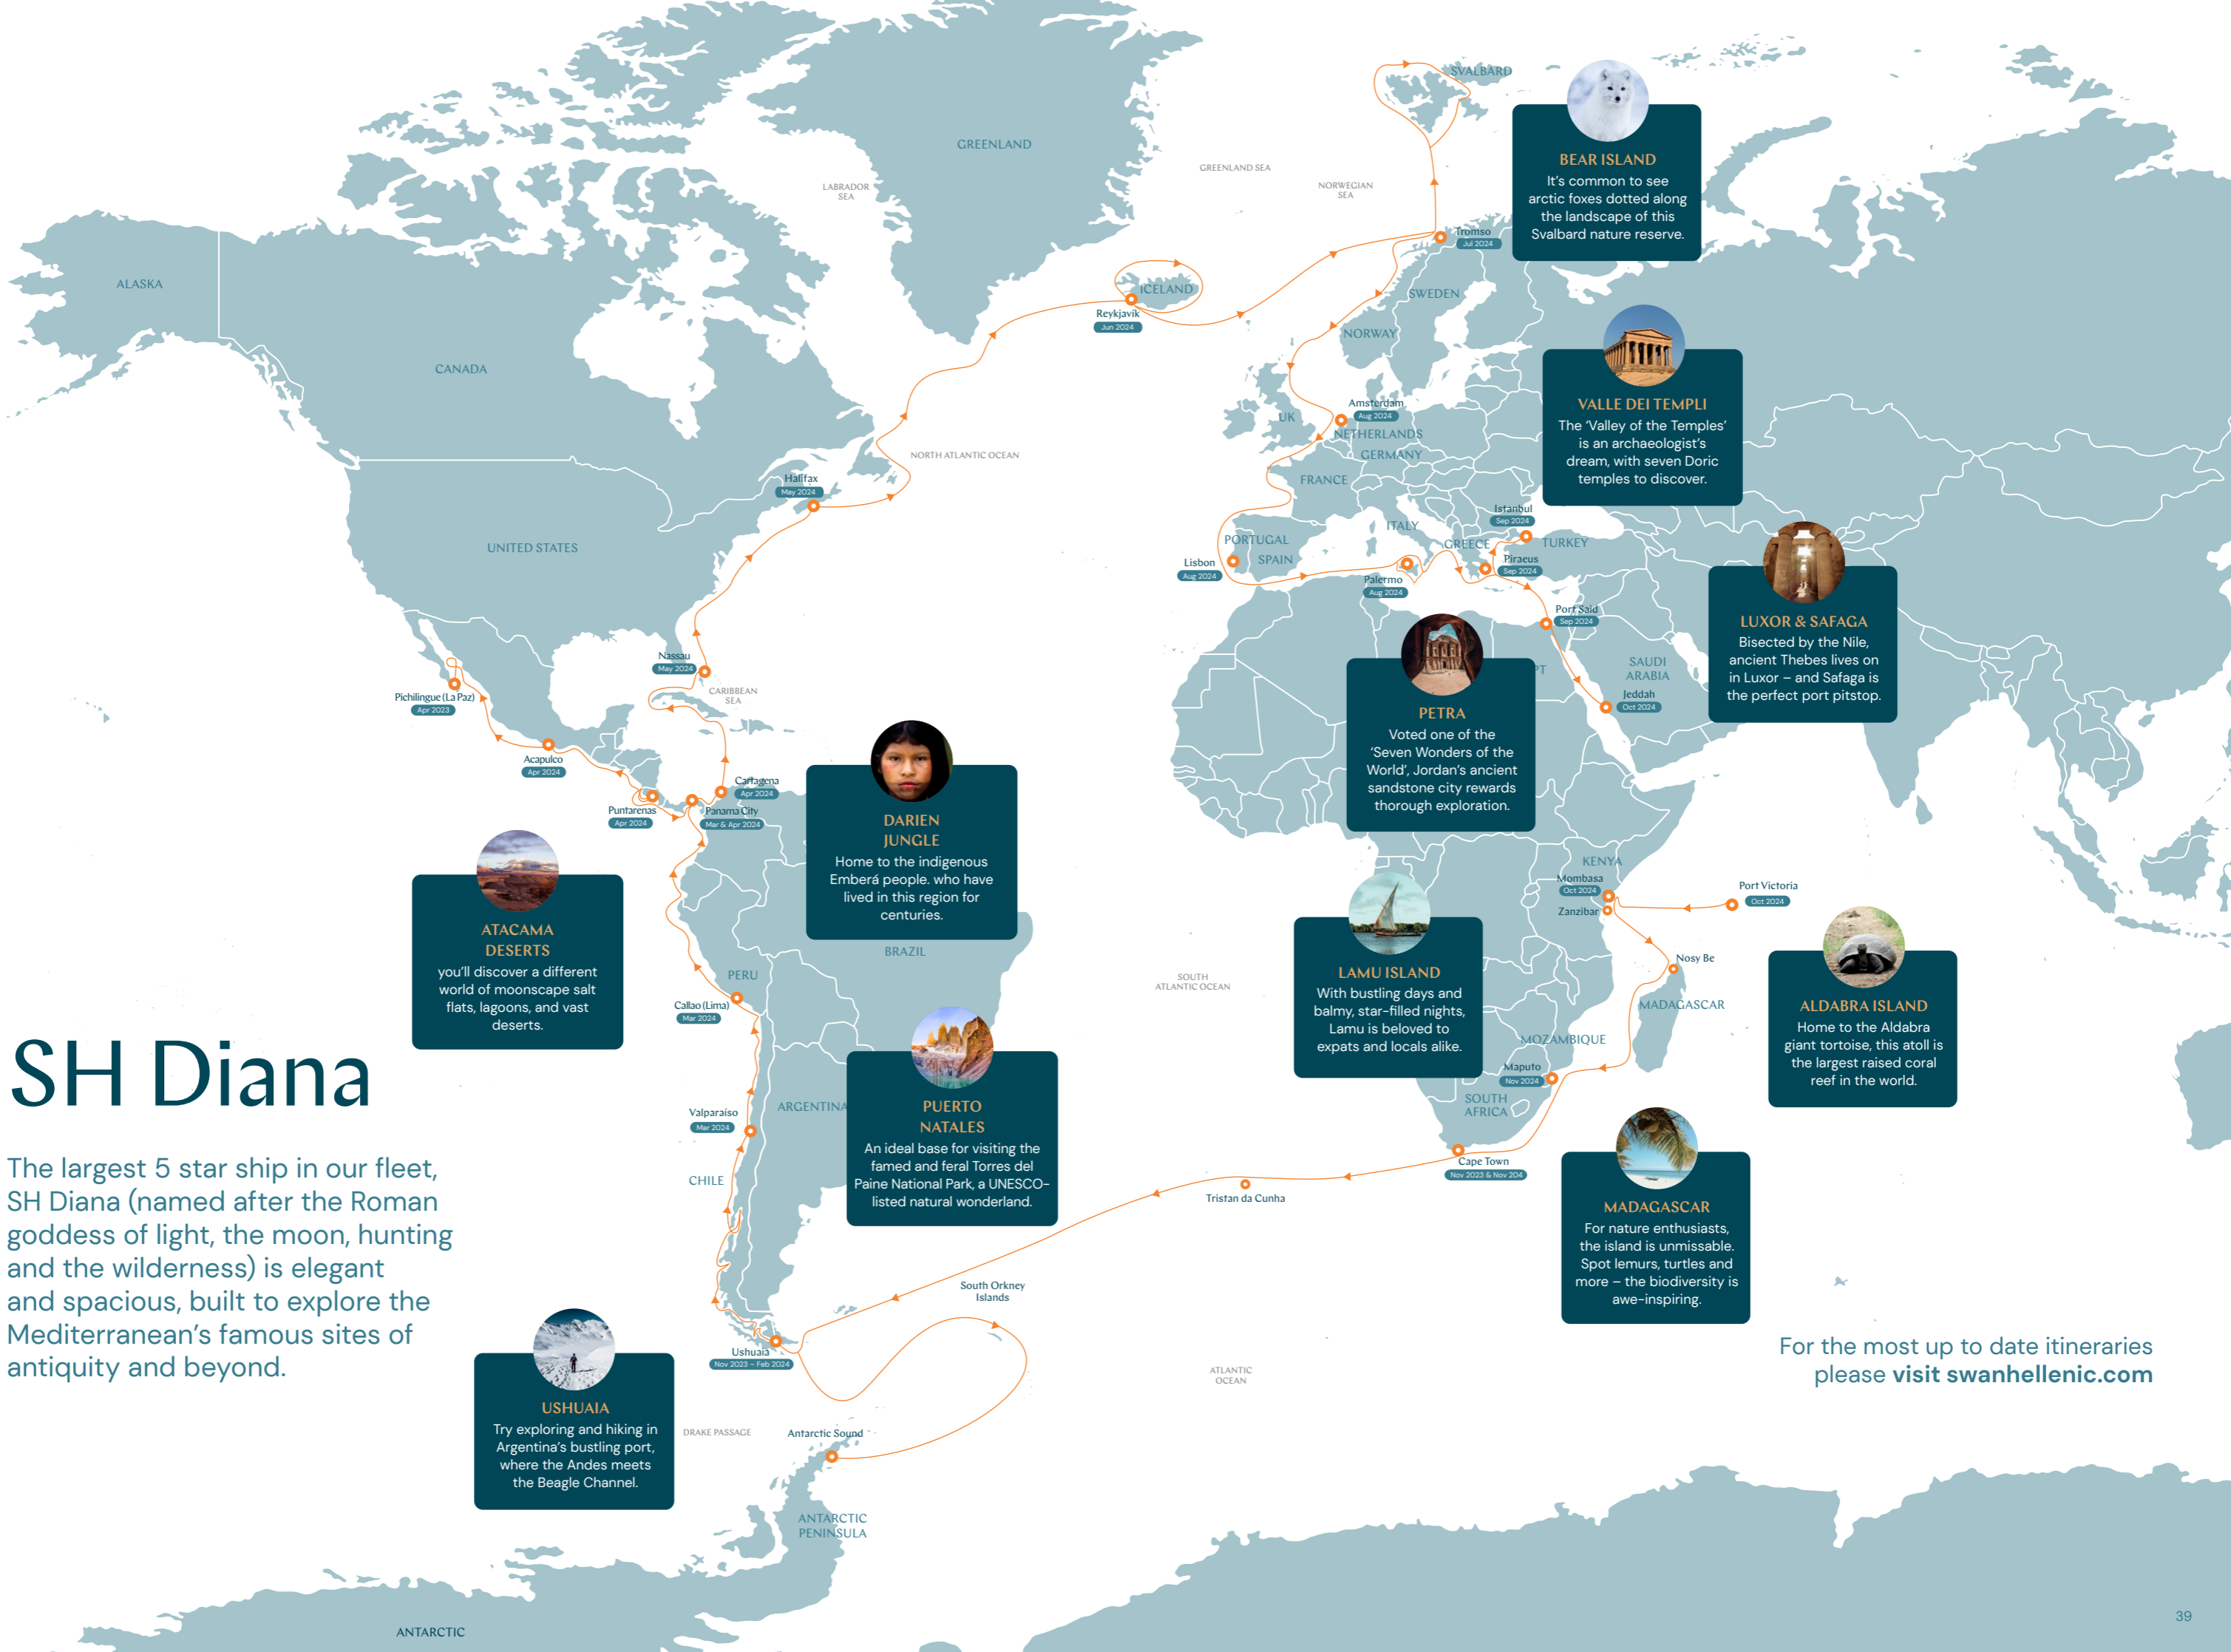 SVALBARD
GREENLAND
GREENLAND SEA
NORWEGIAN
SEA
LABRADOR
SEA
BEAR ISLAND
It's common to see
arctic foxes dotted along
the landscape of this
Svalbard nature reserve.
Tromso
Jul 2024
ALASKA
ICELAND
Reykjavik
Jun 2024
SWEDEN
NORWAY
CANADA
VALLE DEI TEMPLI
The 'Valley of the Temples'
is an archaeologist's
dream, with seven Doric
temples to discover.
Amsterdam
Aug 2024
UK
NETHERLANDS
GERMANY
NORTH ATLANTIC OCEAN
FRANCE
Halifax
May 2024
Istanbul
Sep 2024
ITALY
PORTUGAL
GREECE
TURKEY
UNITED STATES
SPAIN
Lisbon
Aug 2024
Piraeus
Sep 2024
Palermo
Aug 2024
Port Said
Sep 2024
LUXOR & SAFAGA
Bisected by the Nile,
ancient Thebes lives on
in Luxor – and Safaga is
the perfect port pitstop.
Nassau
May 2024
PT
SAUDI
ARABIA
CARIBBEAN
SEA
Pichilingue (La Paz)
Apr 2023
Jeddah
Oct 2024
PETRA
Voted one of the
'Seven Wonders of the
World', Jordan's ancient
sandstone city rewards
thorough exploration.
Acapulco
Apr 2024
Cartagena
Apr 2024
Puntarenas
Apr 2024
Panama City
Mar & Apr 2024
DARIEN
JUNGLE
Home to the indigenous
Emberá people. who have
lived in this region for
centuries.
KENYA
Mombasa
Oct 2024
Zanzibar
Port Victoria
Oct 2024
ATACAMA
DESERTS
you'll discover a different
world of moonscape salt
flats, lagoons, and vast
deserts.
BRAZIL
PERU
Callao (Lima)
Mar 2024
SOUTH
ATLANTIC OCEAN
LAMU ISLAND
With bustling days and
balmy, star-filled nights,
Lamu is beloved to
expats and locals alike.
Nosy Be
MADAGASCAR
ALDABRA ISLAND
Home to the Aldabra
giant tortoise, this atoll is
the largest raised coral
reef in the world.
MOZAMBIQUE
Maputo
Nov 2024
SOUTH
AFRICA
SH Diana
The largest 5 star ship in our fleet,
SH Diana (named after the Roman
goddess of light, the moon, hunting
and the wilderness) is elegant
and spacious, built to explore the
Mediterranean's famous sites of
antiquity and beyond.
Valparaíso
Mar 2024
ARGENTINA
CHILE
PUERTO
NATALES
An ideal base for visiting the
famed and feral Torres del
Paine National Park, a UNESCO-
listed natural wonderland.
Cape Town
Nov 2023 & Nov 204
Tristan da Cunha
MADAGASCAR
For nature enthusiasts,
the island is unmissable.
Spot lemurs, turtles and
more – the biodiversity is
awe-inspiring.
South Orkney
Islands
Ushuaia
Nov 2023 – Feb 2024
ATLANTIC
OCEAN
For the most up to date itineraries
please visit swanhellenic.com
USHUAIA
Try exploring and hiking in
Argentina's bustling port,
where the Andes meets
the Beagle Channel.
DRAKE PASSAGE
Antarctic Sound
ANTARCTIC
PENINSULA
ANTARCTIC
39